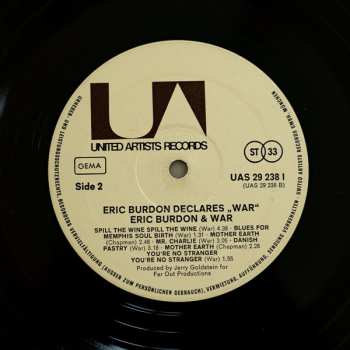 UNITED ARTISTS RECORDS
GEMA
ST 33
Side 2
UAS 29 238 I
(UAS 29 238 B)
ERIC BURDON DECLARES „WAR“
ERIC BURDON & WAR
SPILL THE WINE SPILL THE WINE (War) 4.38 · BLUES FOR
MEMPHIS SOUL BIRTH (War) 1.31 · MOTHER EARTH
(Chapman) 2.48 · MR. CHARLIE (War) 3.06 · DANISH
PASTRY (War) 3.18 · MOTHER EARTH (Chapman) 2.28
YOU'RE NO STRANGER
YOU'RE NO STRANGER (War) 1.55
Produced by Jerry Goldstein for
Far Out Productions